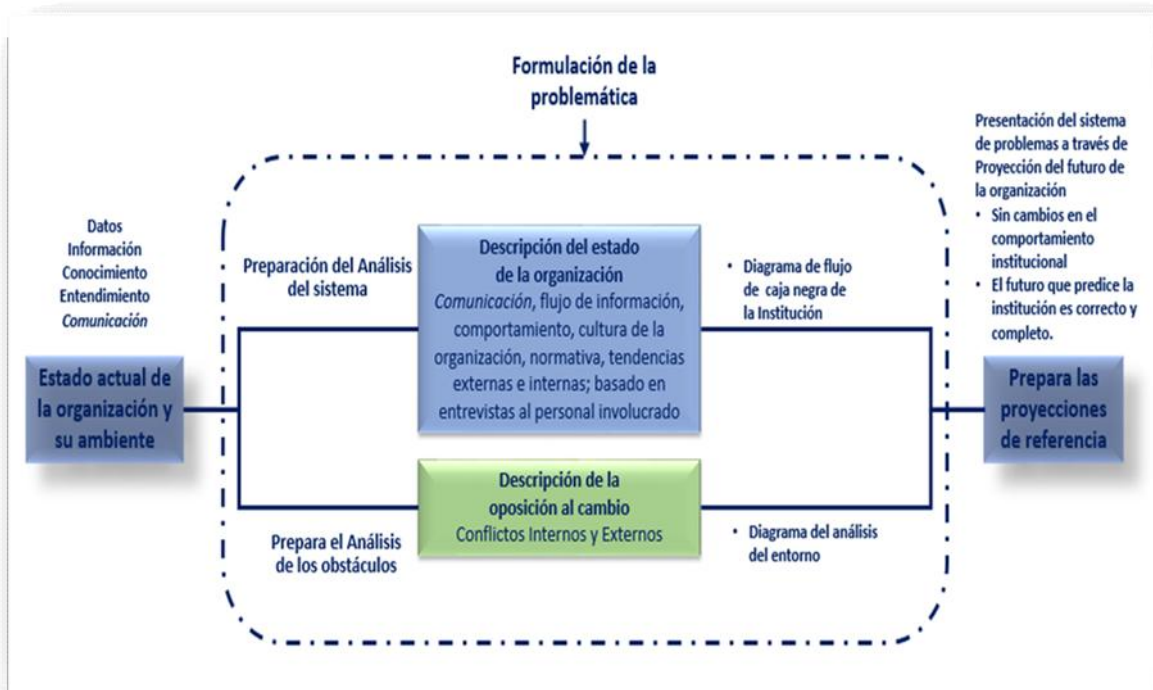 Formulación de la
problemática
Datos
Información
Conocimiento
Entendimiento
Comunicación
Estado actual de
la organización y
su ambiente
Preparación del Análisis
del sistema
Descripción del estado
de la organización
Comunicación, flujo de información,
comportamiento, cultura de la
organización, normativa, tendencias
externas e internas; basado en
entrevistas al personal involucrado
• Diagrama de flujo
de caja negra de
la Institución
Prepara el Análisis
de los obstáculos
Descripción de la
oposición al cambio
Conflictos Internos y Externos
• Diagrama del análisis
del entorno
Presentación del sistema
de problemas a través de
Proyección del futuro de
la organización
• Sin cambios en el
comportamiento
institucional
• El futuro que predice la
institución es correcto y
completo.
Prepara las
proyecciones
de referencia